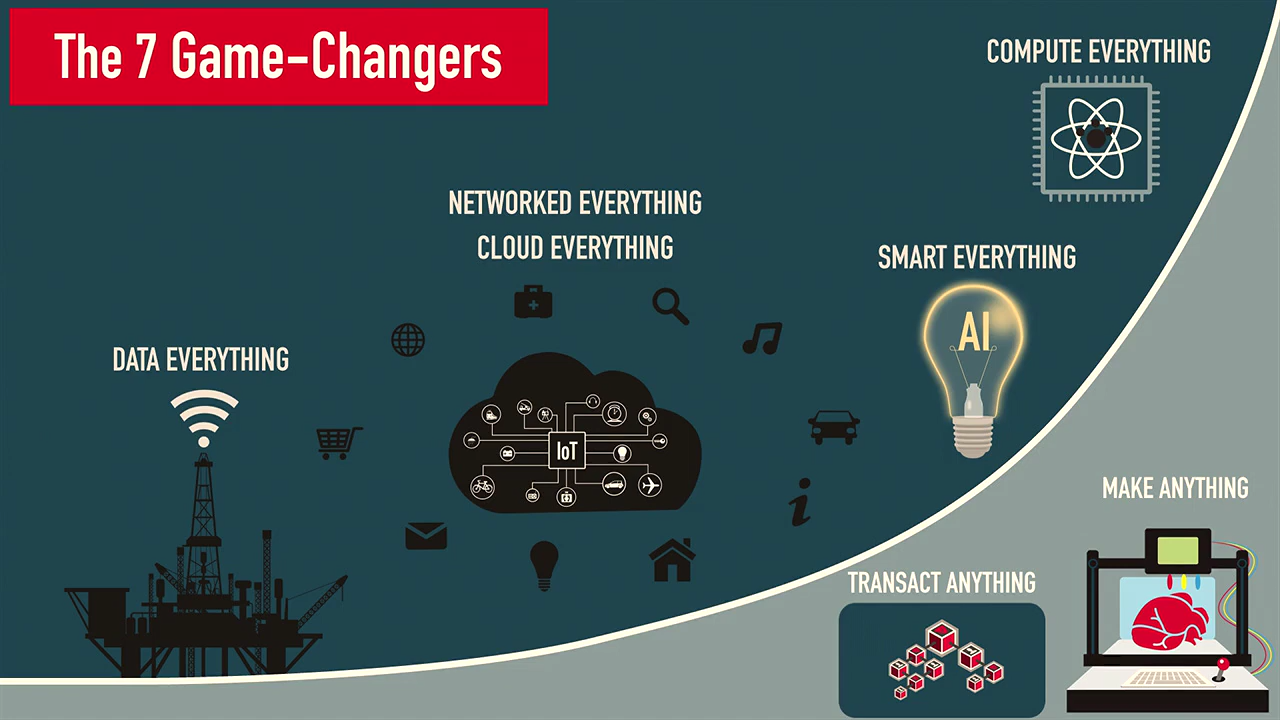 The 7 Game-Changers
COMPUTE EVERYTHING
NETWORKED EVERYTHING
CLOUD EVERYTHING
SMART EVERYTHING
AI
DATA EVERYTHING
IoT
MAKE ANYTHING
TRANSACT ANYTHING